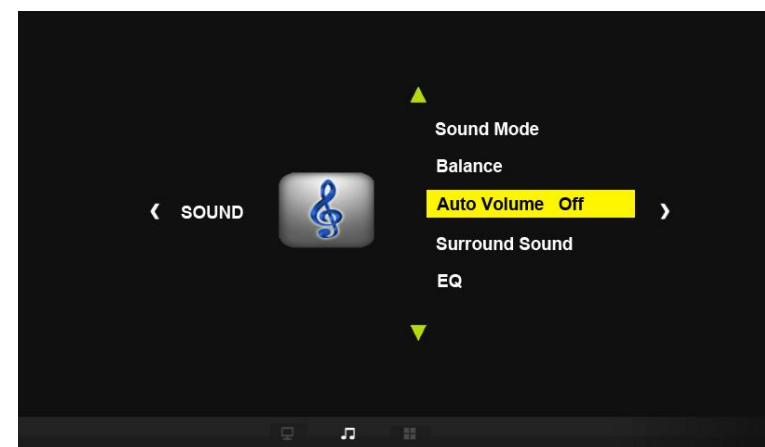 Sound Mode
Balance
SOUND
Auto Volume Off
Surround Sound
EQ